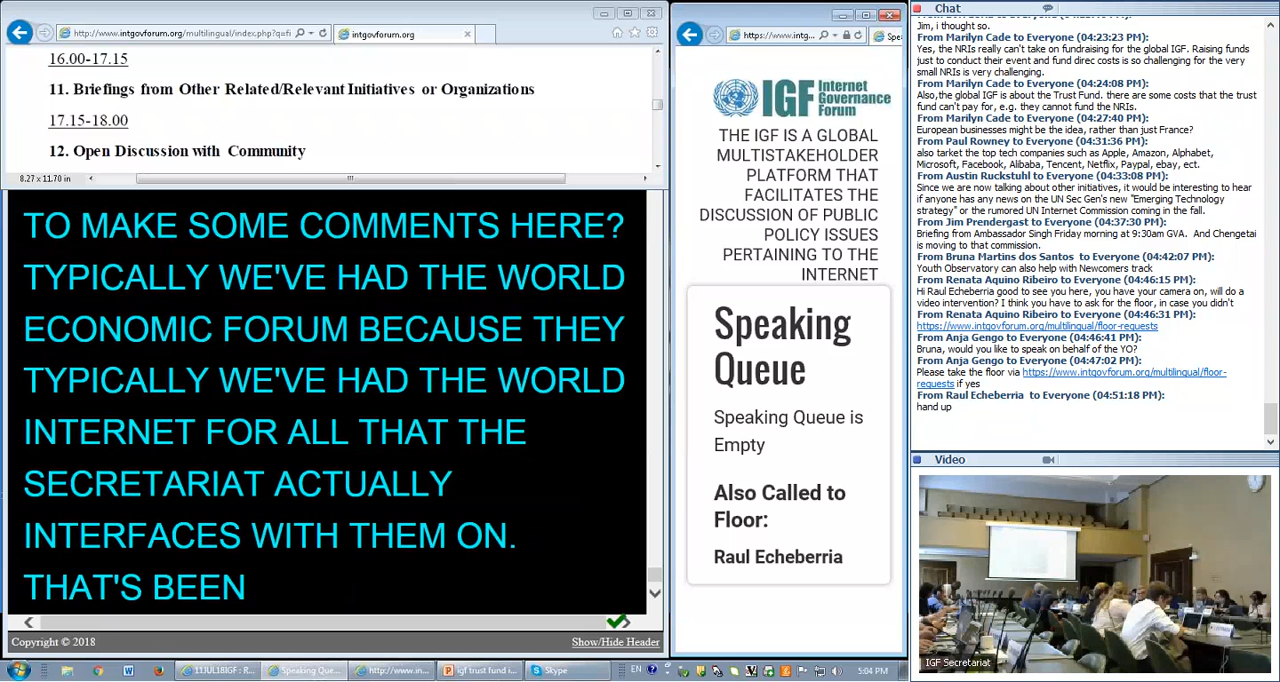 http://www.intgovforum.org/multilingual/index.php?q=fi
intgovforum.org
16.00-17.15
11. Briefings from Other Related/Relevant Initiatives or Organizations
17.15-18.00
12. Open Discussion with Community
8.27 x 11.70 in
TO MAKE SOME COMMENTS HERE?
TYPICALLY WE'VE HAD THE WORLD
ECONOMIC FORUM BECAUSE THEY
TYPICALLY WE'VE HAD THE WORLD
INTERNET FOR ALL THAT THE
SECRETARIAT ACTUALLY
INTERFACES WITH THEM ON.
THAT'S BEEN
Copyright © 2018
Show/Hide Header
https://www.intg...
Spea
IGF Internet
Governance
Forum
THE IGF IS A GLOBAL
MULTISTAKEHOLDER
PLATFORM THAT
FACILITATES THE
DISCUSSION OF PUBLIC
POLICY ISSUES
PERTAINING TO THE
INTERNET
Speaking
Queue
Speaking Queue is
Empty
Also Called to
Floor:
Raul Echeberria
Chat
Jim, i thought so.
From Marilyn Cade to Everyone (04:23:23 PM):
Yes, the NRIs really can't take on fundraising for the global IGF. Raising funds
just to conduct their event and fund direc costs is so challenging for the very
small NRIs is very challenging.
From Marilyn Cade to Everyone (04:24:08 PM):
Also,the global IGF is about the Trust Fund. there are some costs that the trust
fund can't pay for, e.g. they cannot fund the NRIs.
From Marilyn Cade to Everyone (04:27:40 PM):
European businesses might be the idea, rather than just France?
From Paul Rowney to Everyone (04:31:36 PM):
also tarket the top tech companies such as Apple, Amazon, Alphabet,
Microsoft, Facebook, Alibaba, Tencent, Netflix, Paypal, ebay, ect.
From Austin Ruckstuhl to Everyone (04:33:08 PM):
Since we are now talking about other initiatives, it would be interesting to hear
if anyone has any news on the UN Sec Gen's new "Emerging Technology
strategy" or the rumored UN Internet Commission coming in the fall.
From Jim Prendergast to Everyone (04:37:30 PM):
Briefing from Ambassador Singh Friday morning at 9:30am GVA. And Chengetai
is moving to that commission.
From Bruna Martins dos Santos to Everyone (04:42:07 PM):
Youth Observatory can also help with Newcomers track
From Renata Aquino Ribeiro to Everyone (04:46:15 PM):
Hi Raul Echeberria good to see you here, you have your camera on, will do a
video intervention? I think you have to ask for the floor, in case you didn't
From Renata Aquino Ribeiro to Everyone (04:46:31 PM):
https://www.intgovforum.org/multilingual/floor-requests
From Anja Gengo to Everyone (04:46:41 PM):
Bruna, would you like to speak on behalf of the YO?
From Anja Gengo to Everyone (04:47:02 PM):
Please take the floor via https://www.intgovforum.org/multilingual/floor-
requests if yes
From Raul Echeberria to Everyone (04:51:18 PM):
hand up
Video
IGF Secretariat
11JUL18IGF : R...
Speaking Que...
http://www.in...
igf trust fund i...
Skype
EN
5:04 PM